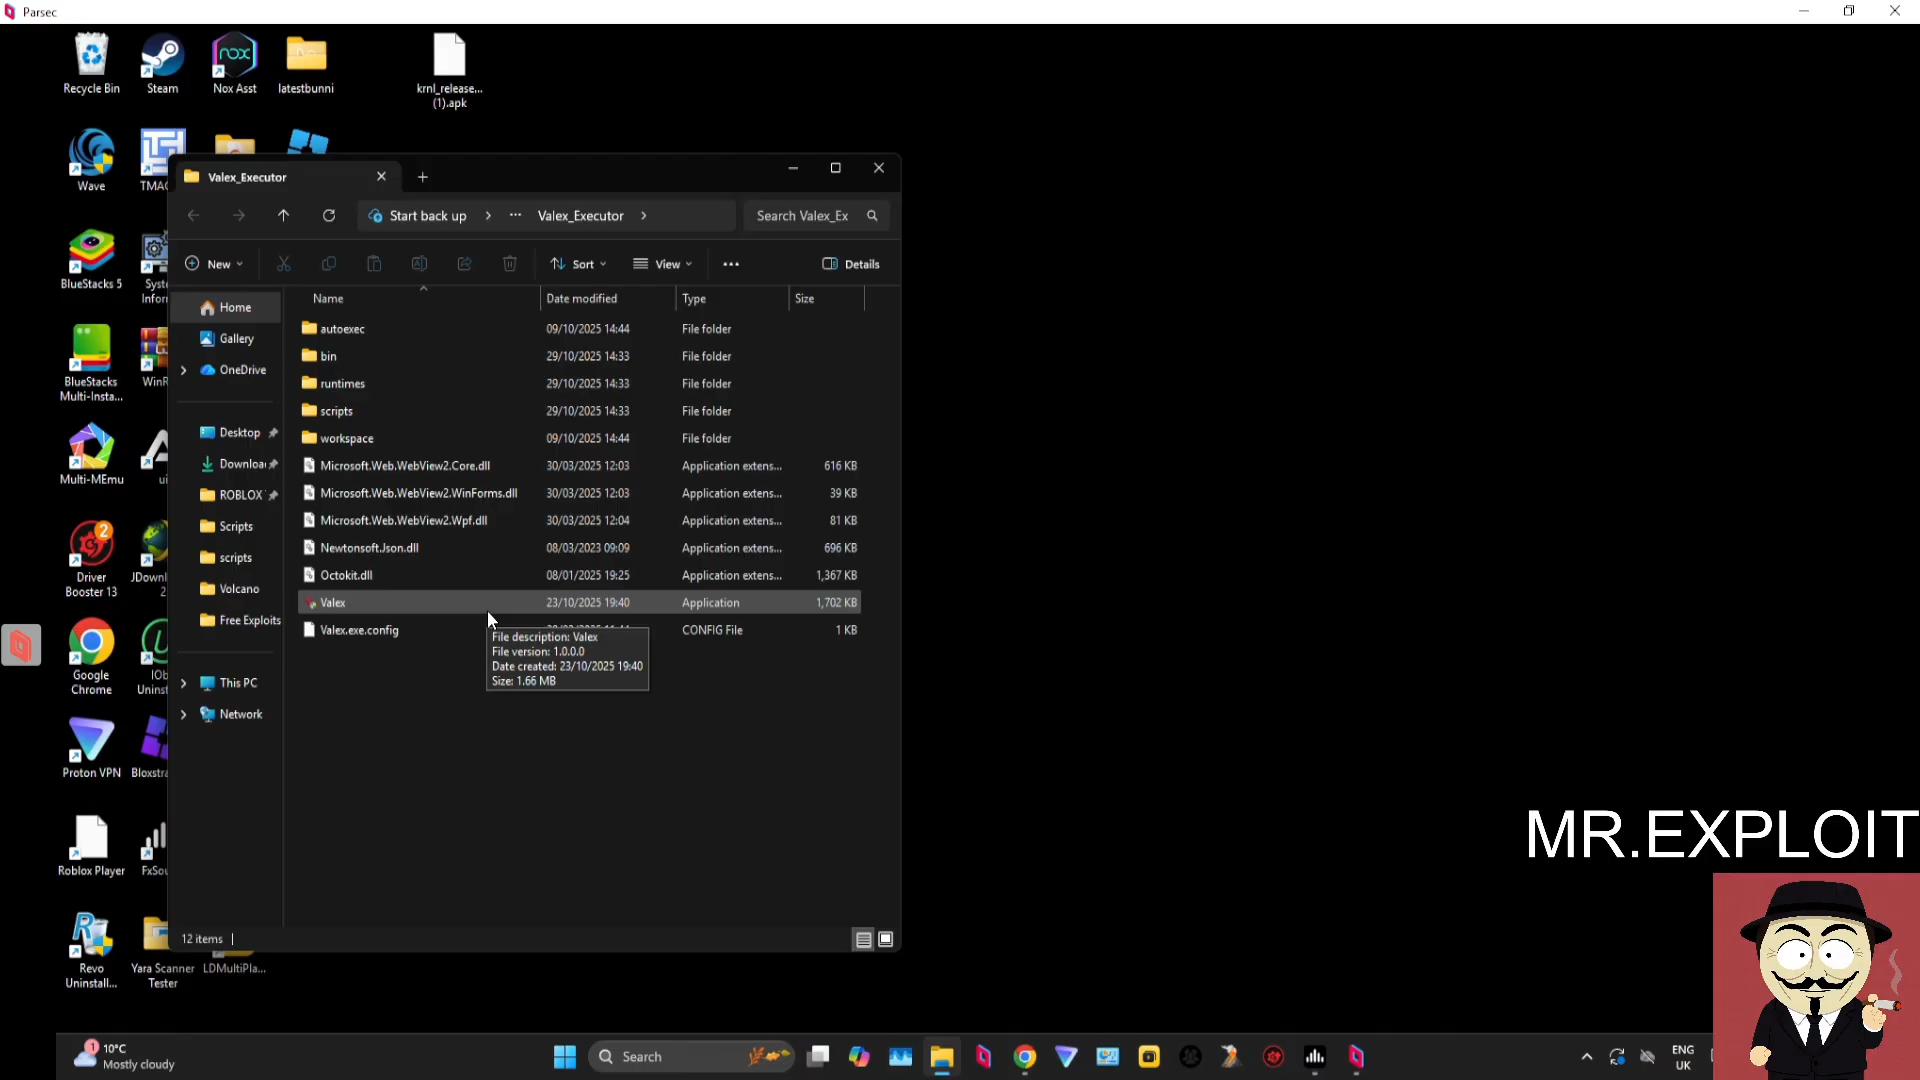 Parsec
Recycle Bin
Steam
Nox Asst
latestbunni
krnl_release...
(1).apk
Wave
TMAC
BlueStacks 5
Syste
Infor
BlueStacks
Multi-Insta...
WinR
Multi-MEmu
ui
2
Driver
Booster 13
JDownl
2
Google
Chrome
IOb
Uninst
Proton VPN
Bloxstra
Roblox Player
FxSou
Revo
Uninstall...
Yara Scanner
Tester
LDMultiPla...
Valex_Executor
Start back up
Valex_Executor
Search Valex_Ex
New
Sort
View
Details
Home
Gallery
OneDrive
Desktop
Downloa
ROBLOX
Scripts
scripts
Volcano
Free Exploits
This PC
Network
Name Date modified Type Size
autoexec 09/10/2025 14:44 File folder
bin 29/10/2025 14:33 File folder
runtimes 29/10/2025 14:33 File folder
scripts 29/10/2025 14:33 File folder
workspace 09/10/2025 14:44 File folder
Microsoft.Web.WebView2.Core.dll 30/03/2025 12:03 Application extens... 616 KB
Microsoft.Web.WebView2.WinForms.dll 30/03/2025 12:03 Application extens... 39 KB
Microsoft.Web.WebView2.Wpf.dll 30/03/2025 12:04 Application extens... 81 KB
Newtonsoft.Json.dll 08/03/2023 09:09 Application extens... 696 KB
Octokit.dll 08/01/2025 19:25 Application extens... 1,367 KB
Valex 23/10/2025 19:40 Application 1,702 KB
Valex.exe.config CONFIG File 1 KB
File description: Valex
File version: 1.0.0.0
Date created: 23/10/2025 19:40
Size: 1.66 MB
12 items
MR.EXPLOIT
1
10°C
Mostly cloudy
Search
ENG
UK